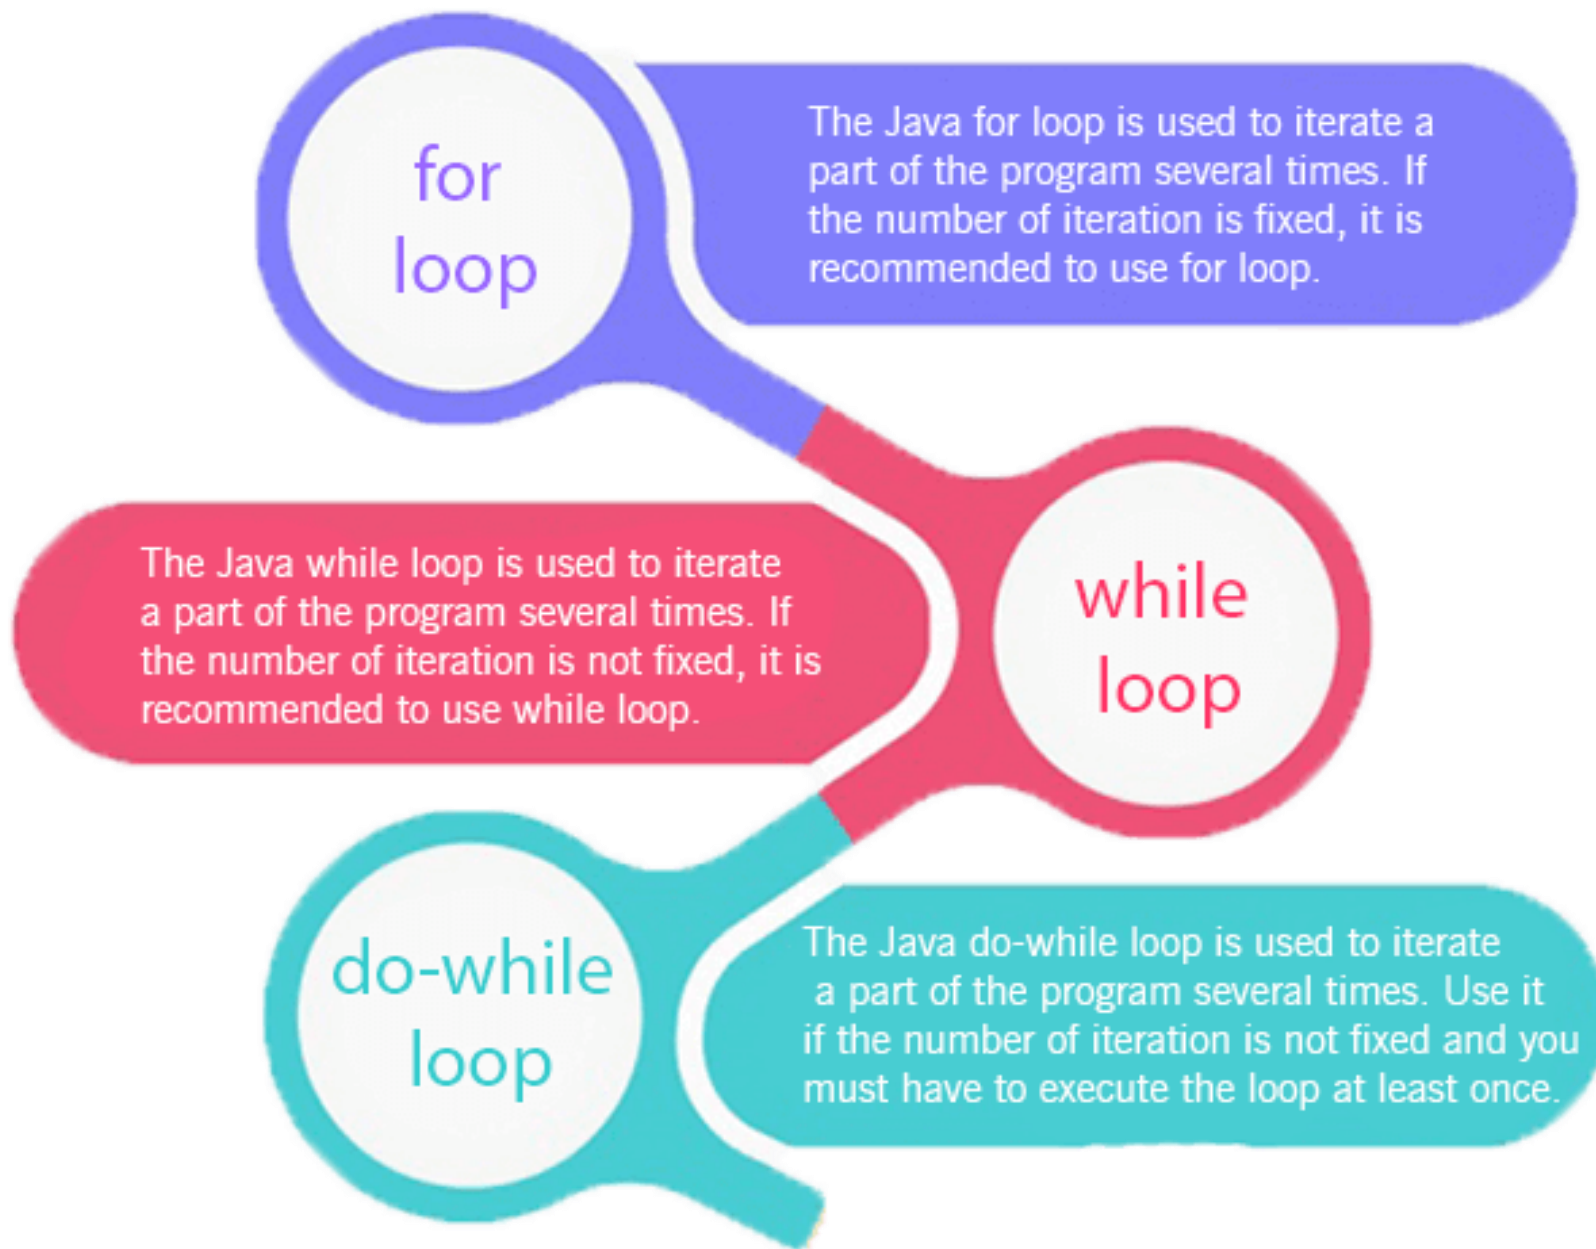 for
loop
The Java for loop is used to iterate a
part of the program several times. If
the number of iteration is fixed, it is
recommended to use for loop.
The Java while loop is used to iterate
a part of the program several times. If
the number of iteration is not fixed, it is
recommended to use while loop.
while
loop
do-while
loop
The Java do-while loop is used to iterate
a part of the program several times. Use it
if the number of iteration is not fixed and you
must have to execute the loop at least once.